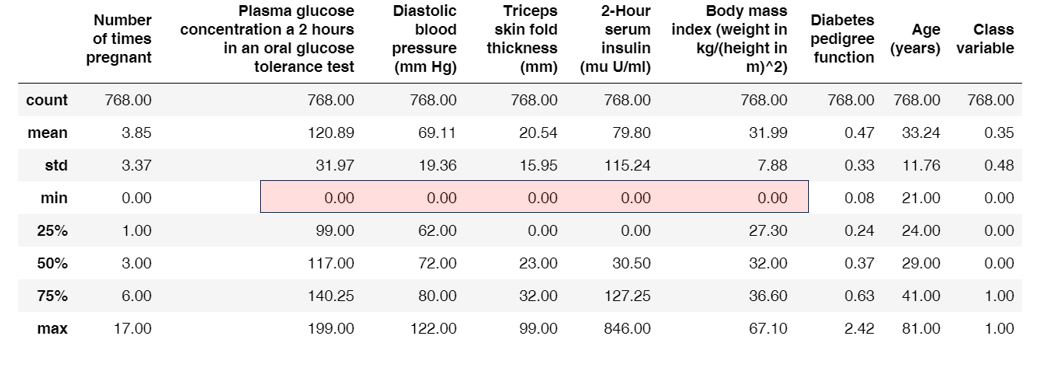 Number of times pregnant Plasma glucose concentration a 2 hours in an oral glucose tolerance test Diastolic blood pressure (mm Hg) Triceps skin fold thickness (mm) 2-Hour serum insulin (mu U/ml) Body mass index (weight in kg/(height in m)^2) Diabetes pedigree function Age (years) Class variable
count 768.00 768.00 768.00 768.00 768.00 768.00 768.00 768.00 768.00
mean 3.85 120.89 69.11 20.54 79.80 31.99 0.47 33.24 0.35
std 3.37 31.97 19.36 15.95 115.24 7.88 0.33 11.76 0.48
min 0.00 0.00 0.00 0.00 0.00 0.00 0.08 21.00 0.00
25% 1.00 99.00 62.00 0.00 0.00 27.30 0.24 24.00 0.00
50% 3.00 117.00 72.00 23.00 30.50 32.00 0.37 29.00 0.00
75% 6.00 140.25 80.00 32.00 127.25 36.60 0.63 41.00 1.00
max 17.00 199.00 122.00 99.00 846.00 67.10 2.42 81.00 1.00